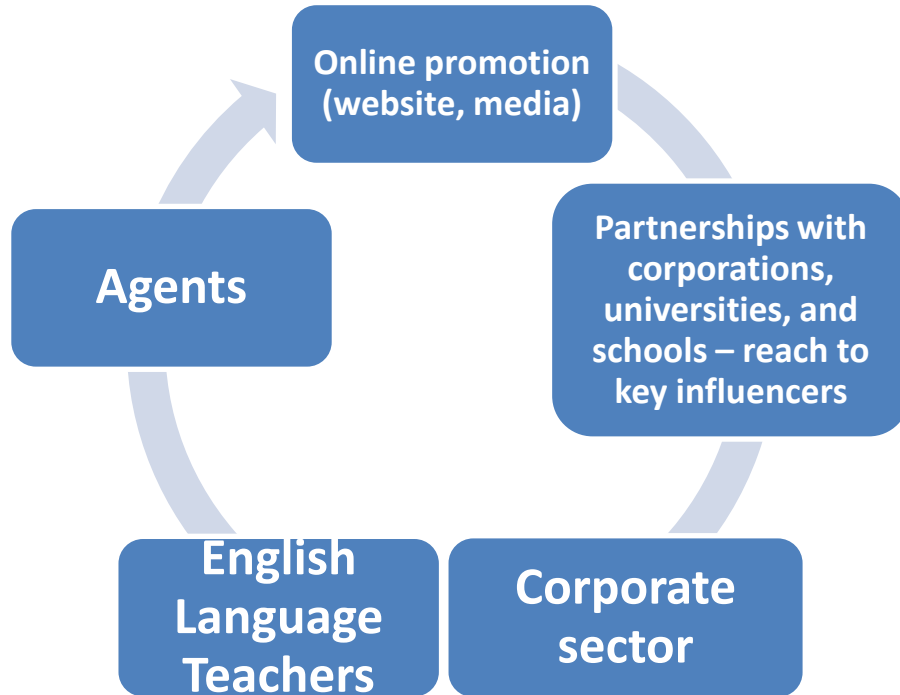 Online promotion
(website, media)
Partnerships with
corporations,
universities, and
schools – reach to
key influencers
Corporate
sector
English
Language
Teachers
Agents